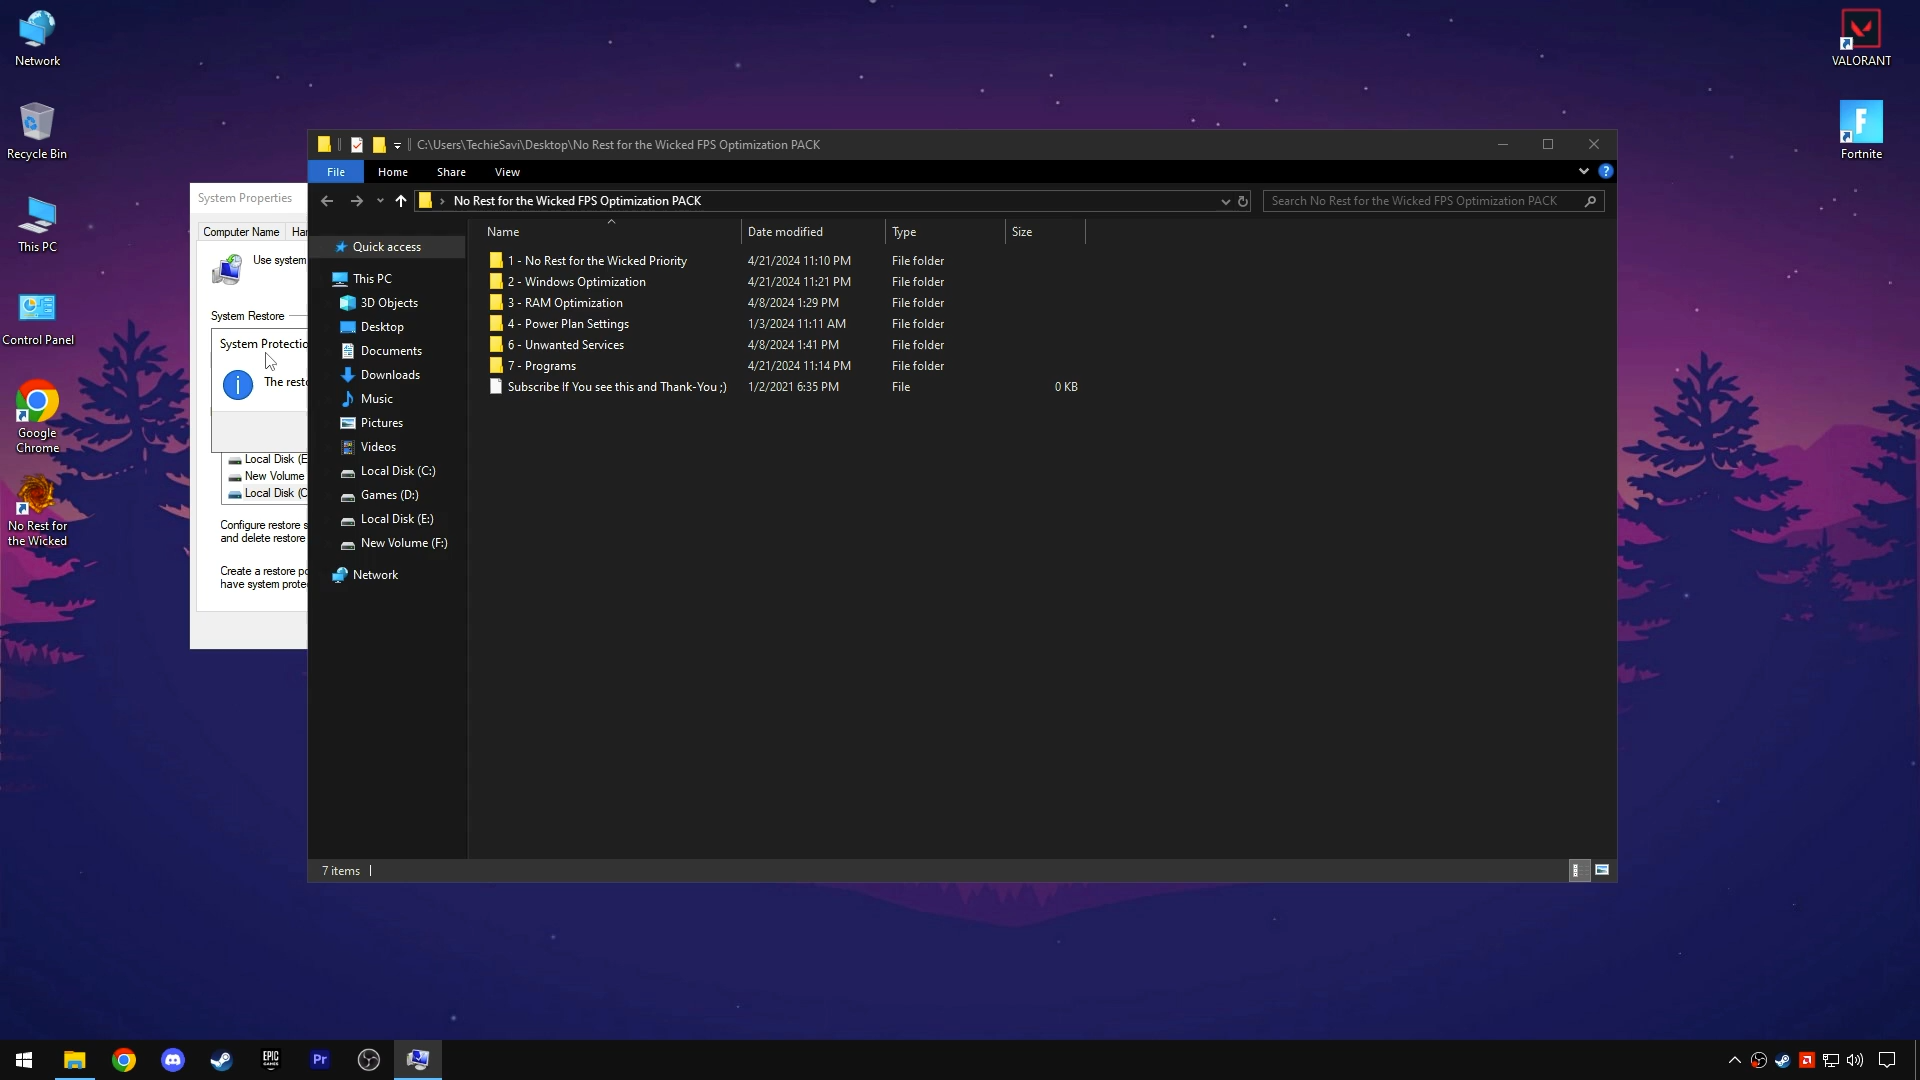 Network
Recycle Bin
This PC
Control Panel
Google
Chrome
No Rest for
the Wicked
VALORANT
Fortnite
System Properties
Computer Name
Use system
System Restore
System Protectio
The resto
Local Disk (E
New Volume
Local Disk (C
Configure restore s
and delete restore
Create a restore po
have system prote
C:\Users\TechieSavi\Desktop\No Rest for the Wicked FPS Optimization PACK
File Home Share View
No Rest for the Wicked FPS Optimization PACK
Search No Rest for the Wicked FPS Optimization PACK
Quick access
This PC
3D Objects
Desktop
Documents
Downloads
Music
Pictures
Videos
Local Disk (C:)
Games (D:)
Local Disk (E:)
New Volume (F:)
Network
Name Date modified Type Size
1 - No Rest for the Wicked Priority 4/21/2024 11:10 PM File folder
2 - Windows Optimization 4/21/2024 11:21 PM File folder
3 - RAM Optimization 4/8/2024 1:29 PM File folder
4 - Power Plan Settings 1/3/2024 11:11 AM File folder
6 - Unwanted Services 4/8/2024 1:41 PM File folder
7 - Programs 4/21/2024 11:14 PM File folder
Subscribe If You see this and Thank-You ;) 1/2/2021 6:35 PM File 0 KB
7 items
EPIC
GAMES
Pr